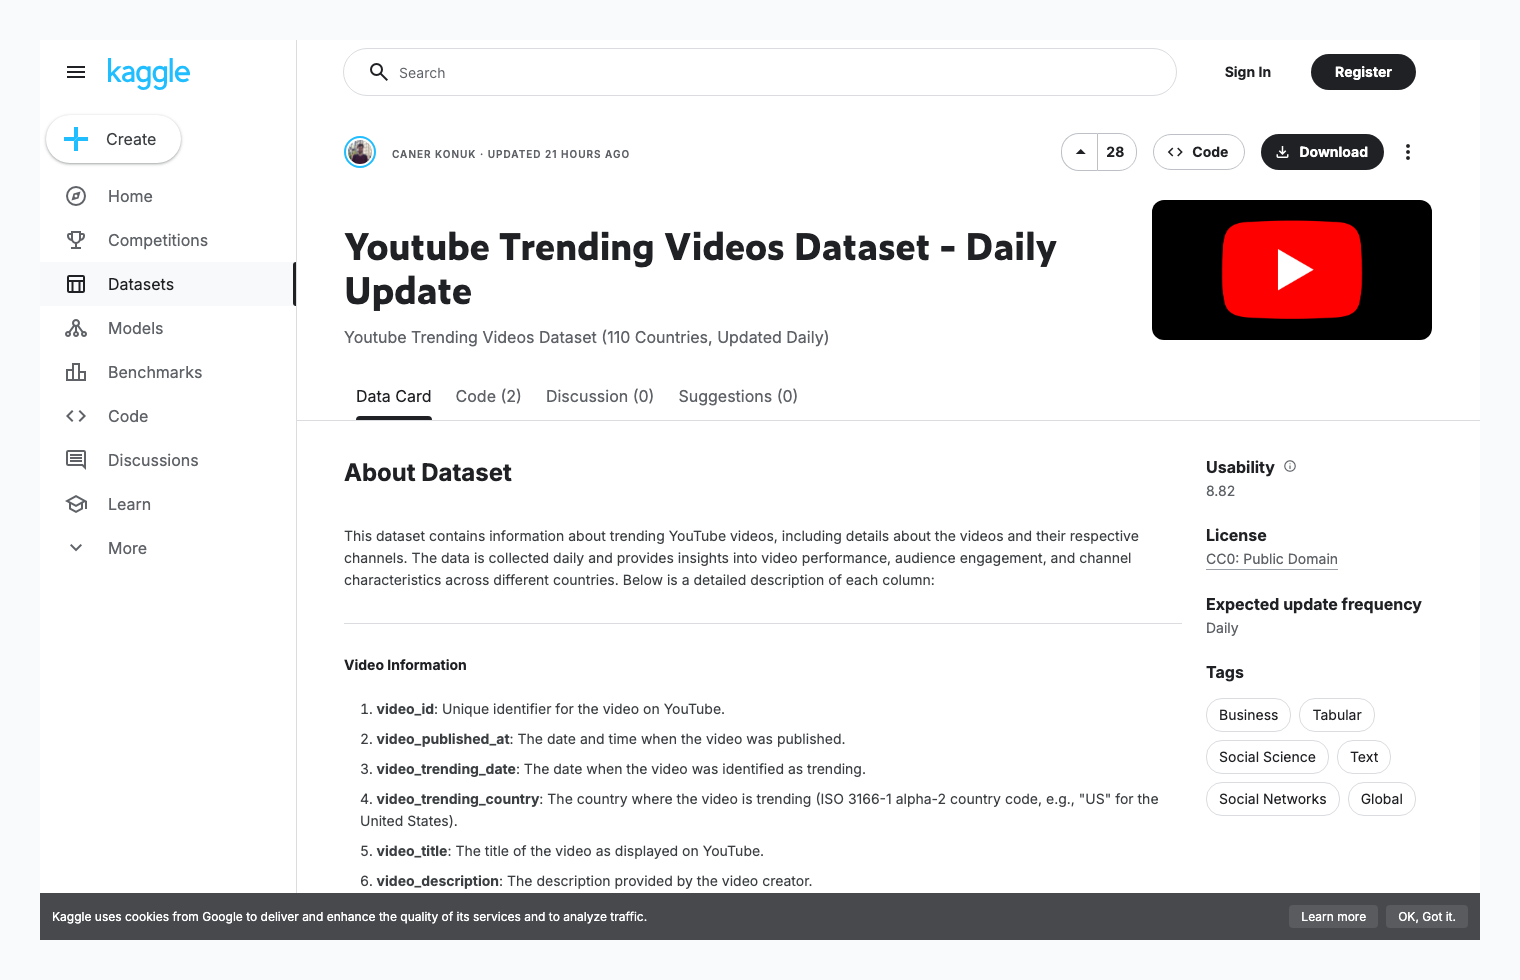 kaggle
Search
Sign In
Register
Create
Home
Competitions
Datasets
Models
Benchmarks
Code
Discussions
Learn
More
CANER KONUK · UPDATED 21 HOURS AGO
28
Code
Download
Youtube Trending Videos Dataset - Daily
Update
Youtube Trending Videos Dataset (110 Countries, Updated Daily)
Data Card
Code (2)
Discussion (0)
Suggestions (0)
About Dataset
This dataset contains information about trending YouTube videos, including details about the videos and their respective
channels. The data is collected daily and provides insights into video performance, audience engagement, and channel
characteristics across different countries. Below is a detailed description of each column:
Video Information
1. video_id: Unique identifier for the video on YouTube.
2. video_published_at: The date and time when the video was published.
3. video_trending_date: The date when the video was identified as trending.
4. video_trending_country: The country where the video is trending (ISO 3166-1 alpha-2 country code, e.g., "US" for the
United States).
5. video_title: The title of the video as displayed on YouTube.
6. video_description: The description provided by the video creator.
Usability
8.82
License
CC0: Public Domain
Expected update frequency
Daily
Tags
Business
Tabular
Social Science
Text
Social Networks
Global
Kaggle uses cookies from Google to deliver and enhance the quality of its services and to analyze traffic.
Learn more
OK, Got it.